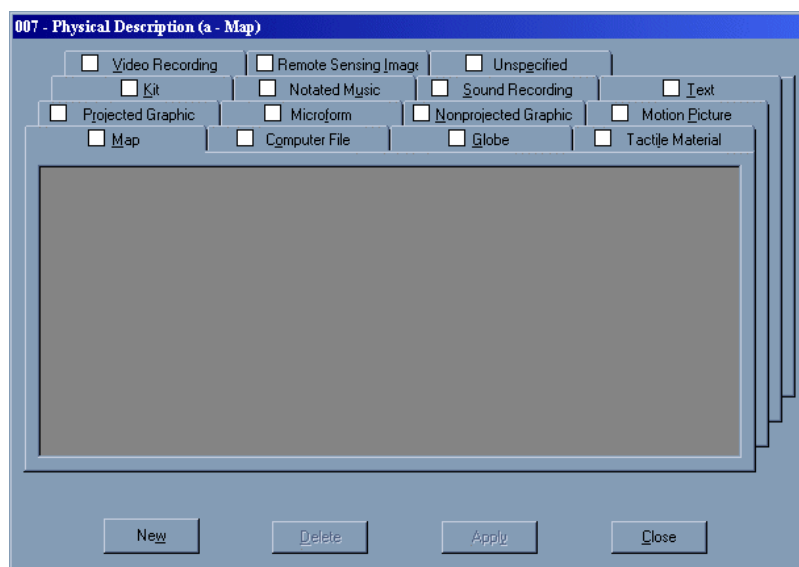 007 - Physical Description (a - Map)
Video Recording Remote Sensing Image Unspecified
Kit Notated Music Sound Recording Text
Projected Graphic Microform Nonprojected Graphic Motion Picture
Map Computer File Globe Tactile Material
New Delete Apply Close